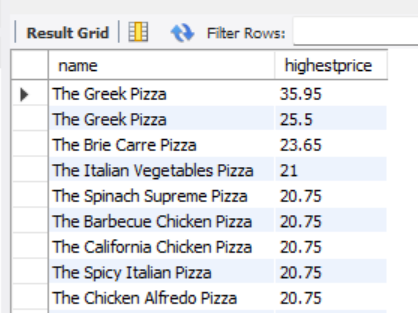 Result Grid Filter Rows:
name highestprice
The Greek Pizza 35.95
The Greek Pizza 25.5
The Brie Carre Pizza 23.65
The Italian Vegetables Pizza 21
The Spinach Supreme Pizza 20.75
The Barbecue Chicken Pizza 20.75
The California Chicken Pizza 20.75
The Spicy Italian Pizza 20.75
The Chicken Alfredo Pizza 20.75